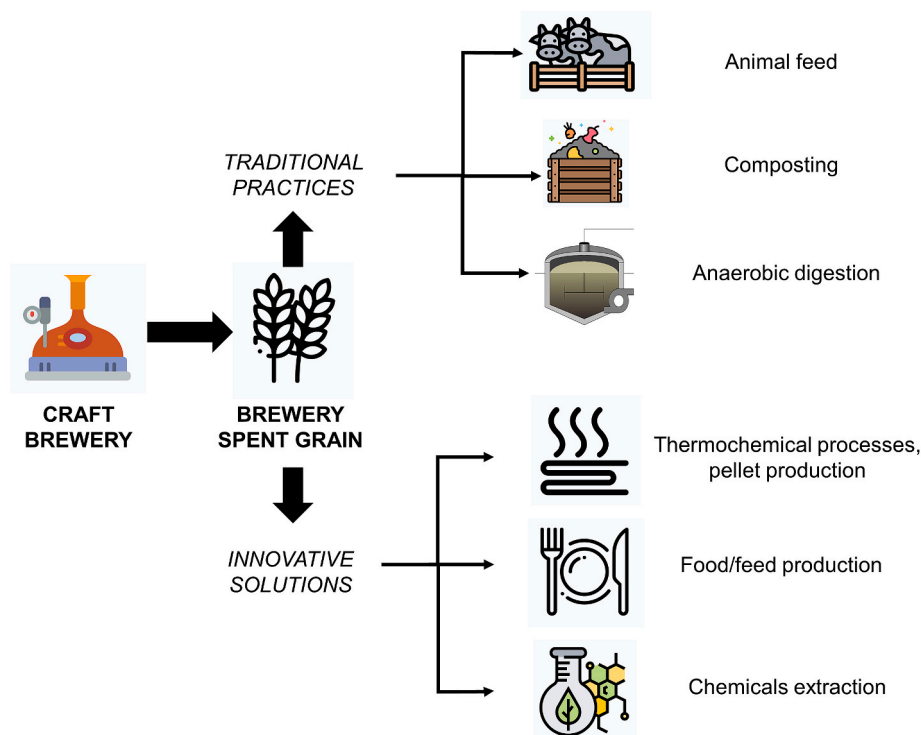 Animal feed
TRADITIONAL
PRACTICES
Composting
Anaerobic digestion
CRAFT
BREWERY
BREWERY
SPENT GRAIN
Thermochemical processes,
pellet production
INNOVATIVE
SOLUTIONS
Food/feed production
Chemicals extraction